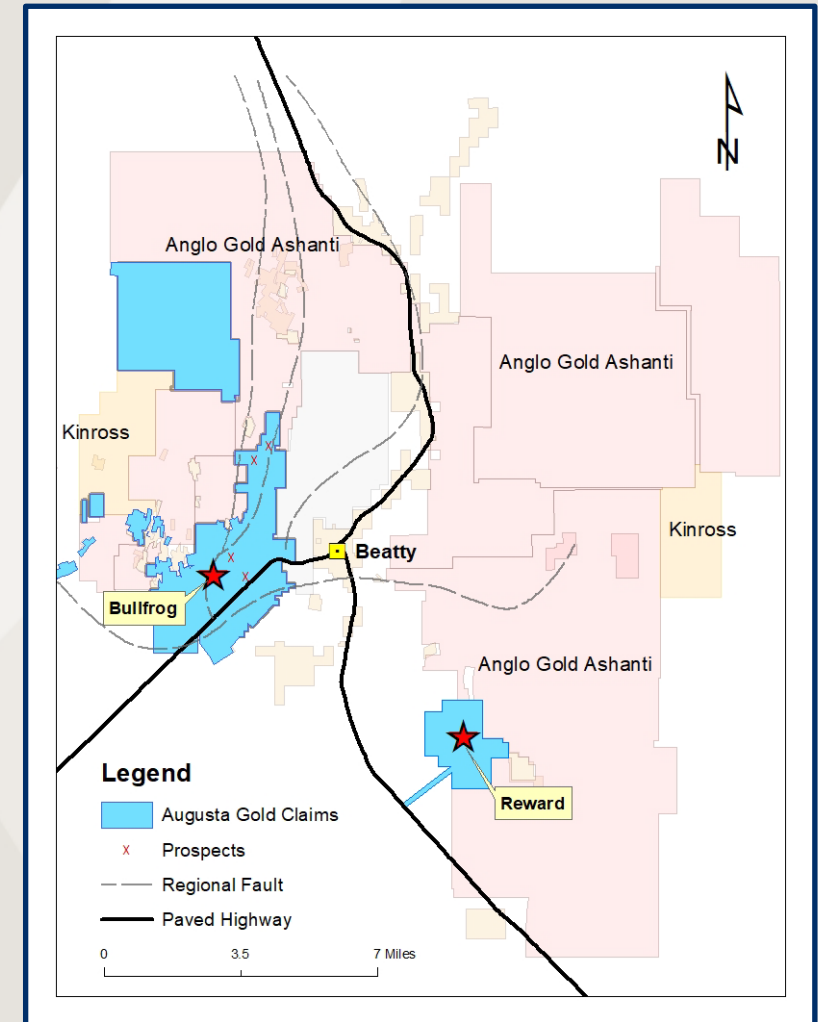 N
Anglo Gold Ashanti
Anglo Gold Ashanti
Kinross
Kinross
Beatty
Bullfrog
Anglo Gold Ashanti
Reward
Legend
Augusta Gold Claims
x Prospects
Regional Fault
Paved Highway
0 3.5 7 Miles